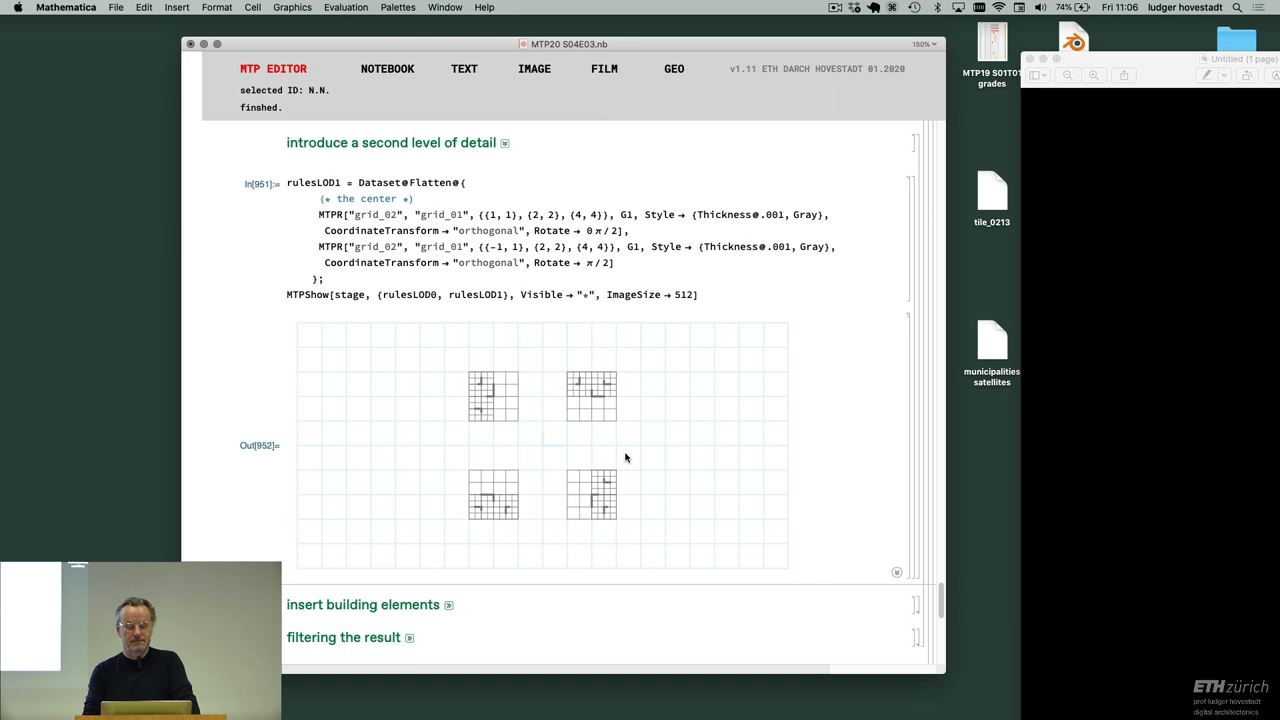 Mathematica File Edit Insert Format Cell Graphics Evaluation Palettes Window Help 74% Fri 11:06 ludger hovestadt
MTP20 S04E03.nb 150%
MTP EDITOR NOTEBOOK TEXT IMAGE FILM GEO v1.11 ETH DARCH HOVESTADT 01.2020
selected ID: N.N.
finshed.
introduce a second level of detail
In[951]:= rulesLOD1 = Dataset@Flatten@{
(* the center *)
MTPR["grid_02", "grid_01", {{1, 1}, {2, 2}, {4, 4}}, G1, Style → {Thickness@.001, Gray},
CoordinateTransform → "orthogonal", Rotate → 0 π / 2],
MTPR["grid_02", "grid_01", {{-1, 1}, {2, 2}, {4, 4}}, G1, Style → {Thickness@.001, Gray},
CoordinateTransform → "orthogonal", Rotate → π / 2]
};
MTPShow[stage, {rulesLOD0, rulesLOD1}, Visible → "*", ImageSize → 512]
Out[952]=
insert building elements
filtering the result
Untitled (1 page)
MTP19 S01T01
grades
tile_0213
municipalities
satellites
ETH zürich
prof ludger hovestadt
digital architectonics